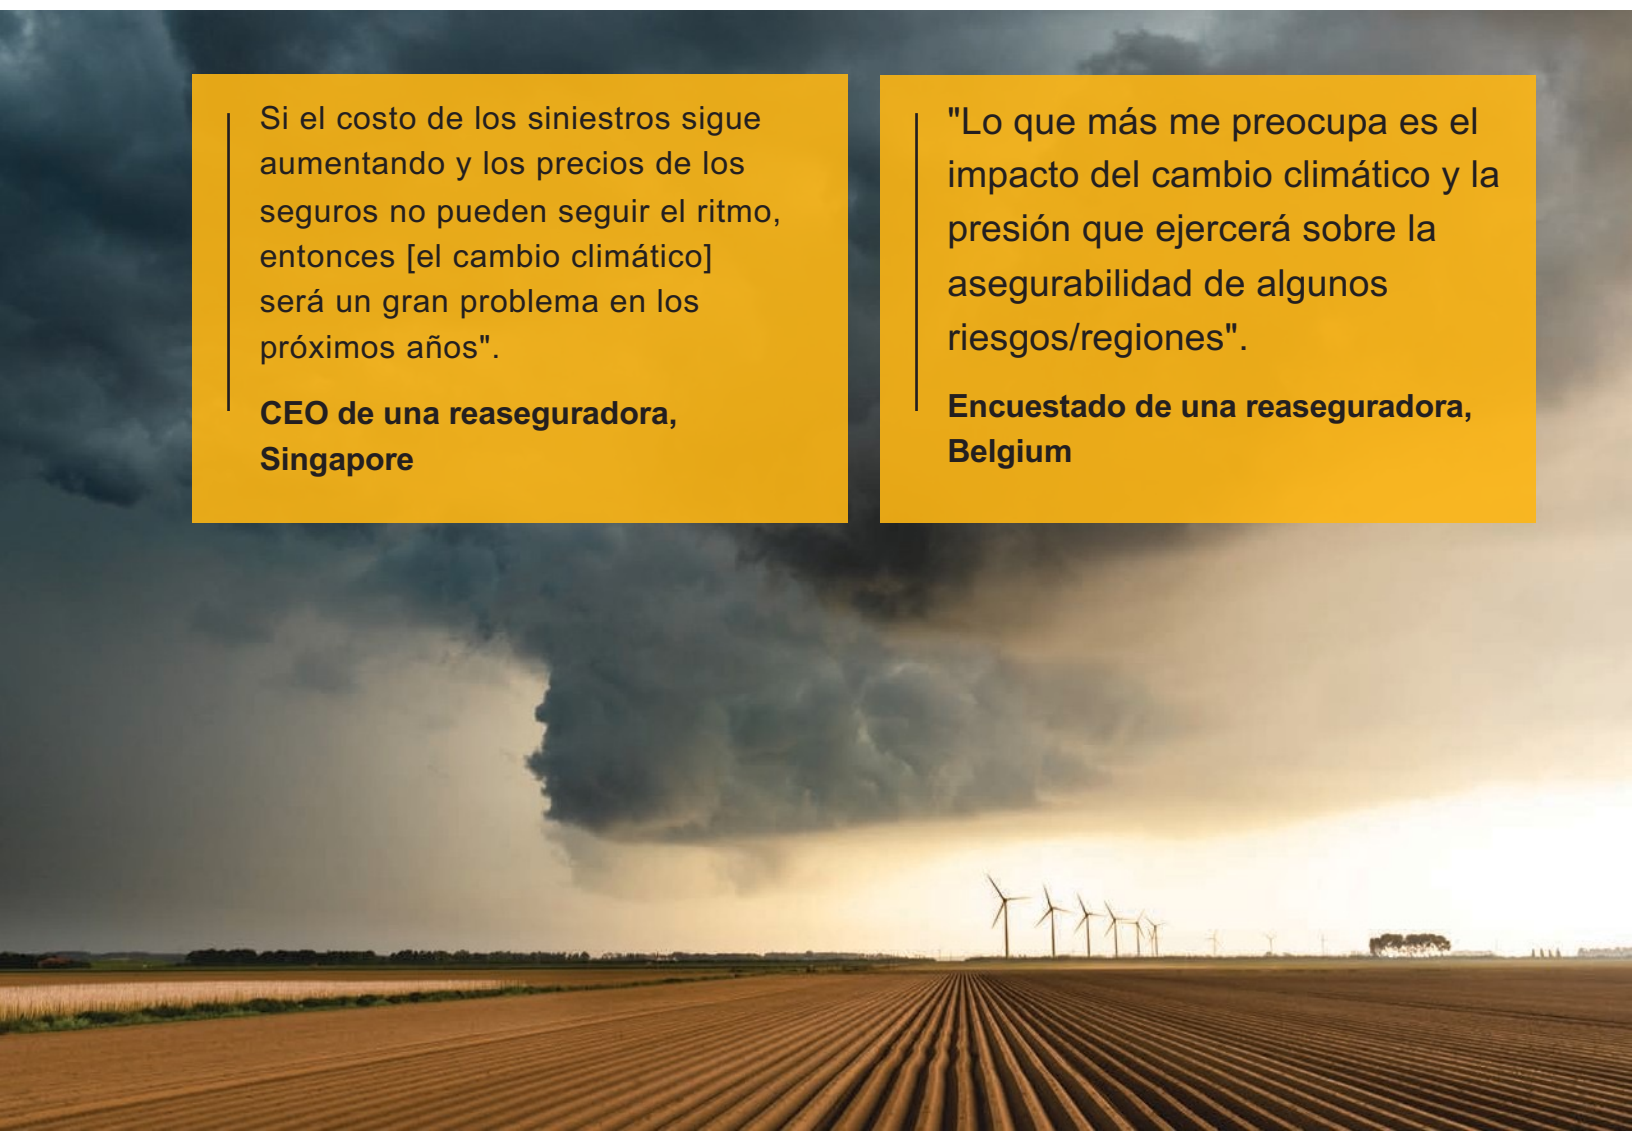 Si el costo de los siniestros sigue
aumentando y los precios de los
seguros no pueden seguir el ritmo,
entonces [el cambio climático]
será un gran problema en los
próximos años".
CEO de una reaseguradora,
Singapore
"Lo que más me preocupa es el
impacto del cambio climático y la
presión que ejercerá sobre la
asegurabilidad de algunos
riesgos/regiones".
Encuestado de una reaseguradora,
Belgium